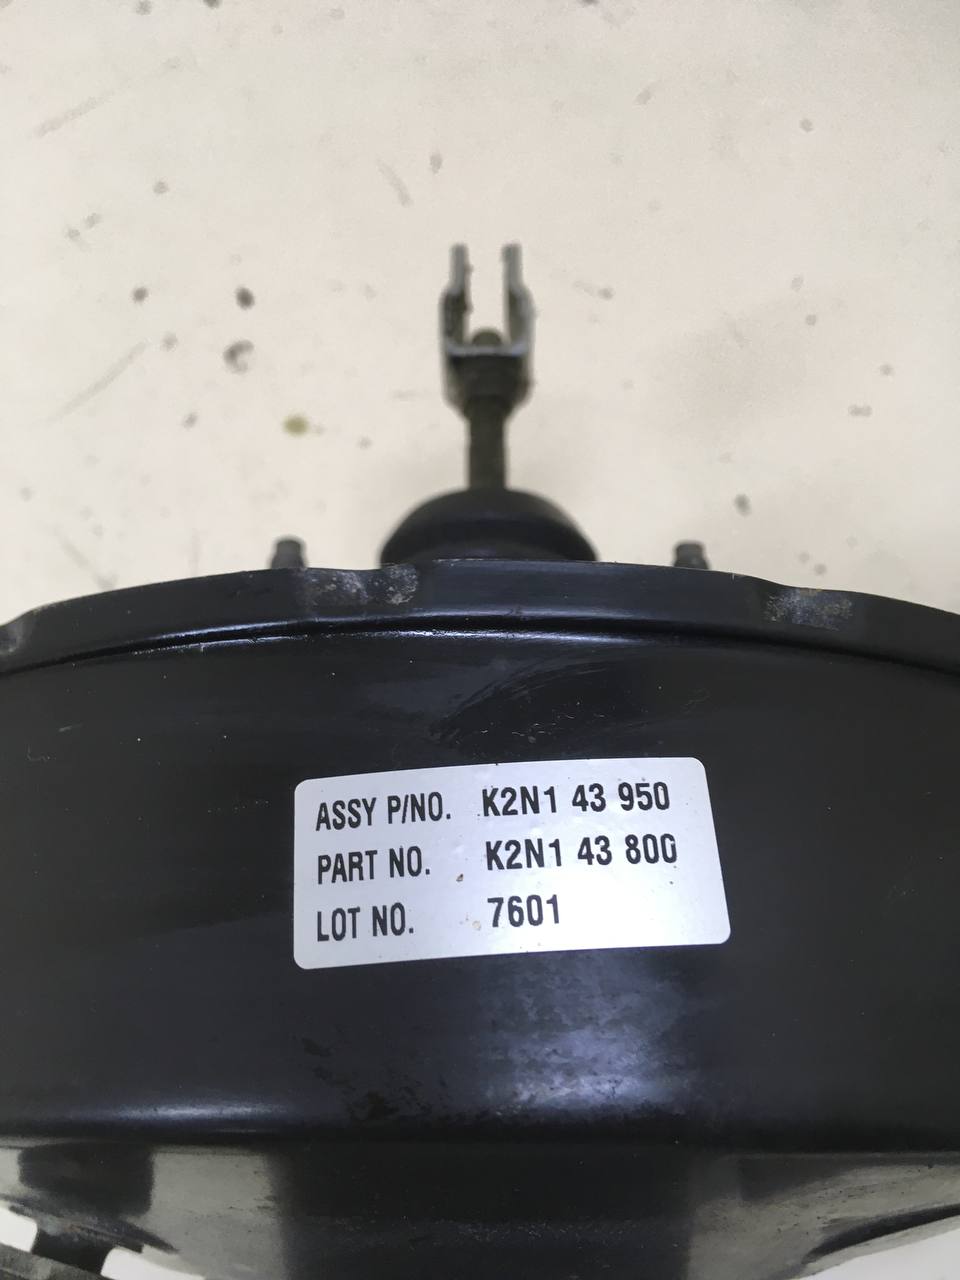 ASSY P/NO. K2N1 43 950
PART NO. K2N1 43 800
LOT NO. 7601